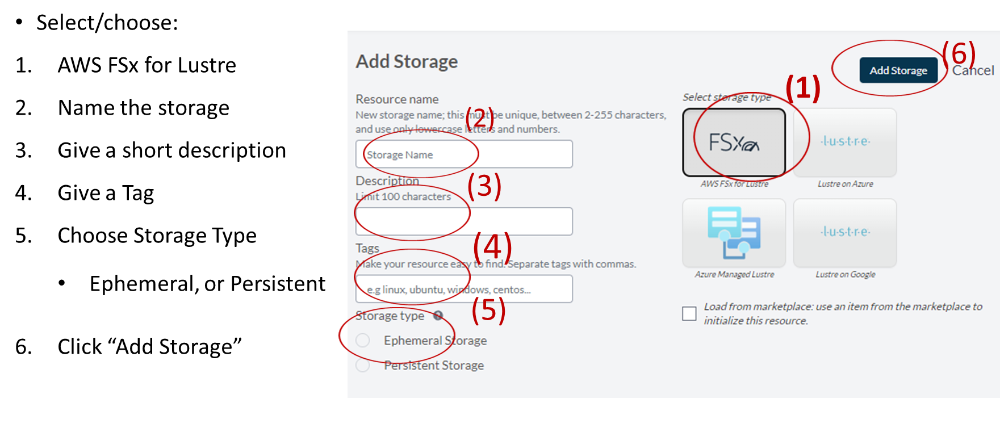 • Select/choose:
1. AWS FSx for Lustre
2. Name the storage
3. Give a short description
4. Give a Tag
5. Choose Storage Type
• Ephemeral, or Persistent
6. Click “Add Storage”
Add Storage
Add Storage
(6)
Cancel
Resource name
New storage name; this must be unique, between 2-255 characters,
and use only lowercase letters and numbers.
(2)
Storage Name
Description
Limit 100 characters
(3)
Tags
Make your resource easy to find. Separate tags with commas.
(4)
e.g linux, ubuntu, windows, centos...
Storage type ?
(5)
Ephemeral Storage
Persistent Storage
Select storage type
(1)
FSx
AWS FSx for Lustre
·l·u·s·t·r·e·
Lustre on Azure
Azure Managed Lustre
·l·u·s·t·r·e·
Lustre on Google
Load from marketplace: use an item from the marketplace to
initialize this resource.